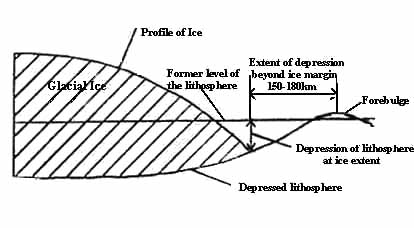 Profile of Ice
Extent of depression
beyond ice margin
150-180km
Former level of
the lithosphere
Glacial Ice
Forebulge
Depression of lithosphere
at ice extent
Depressed lithosphere